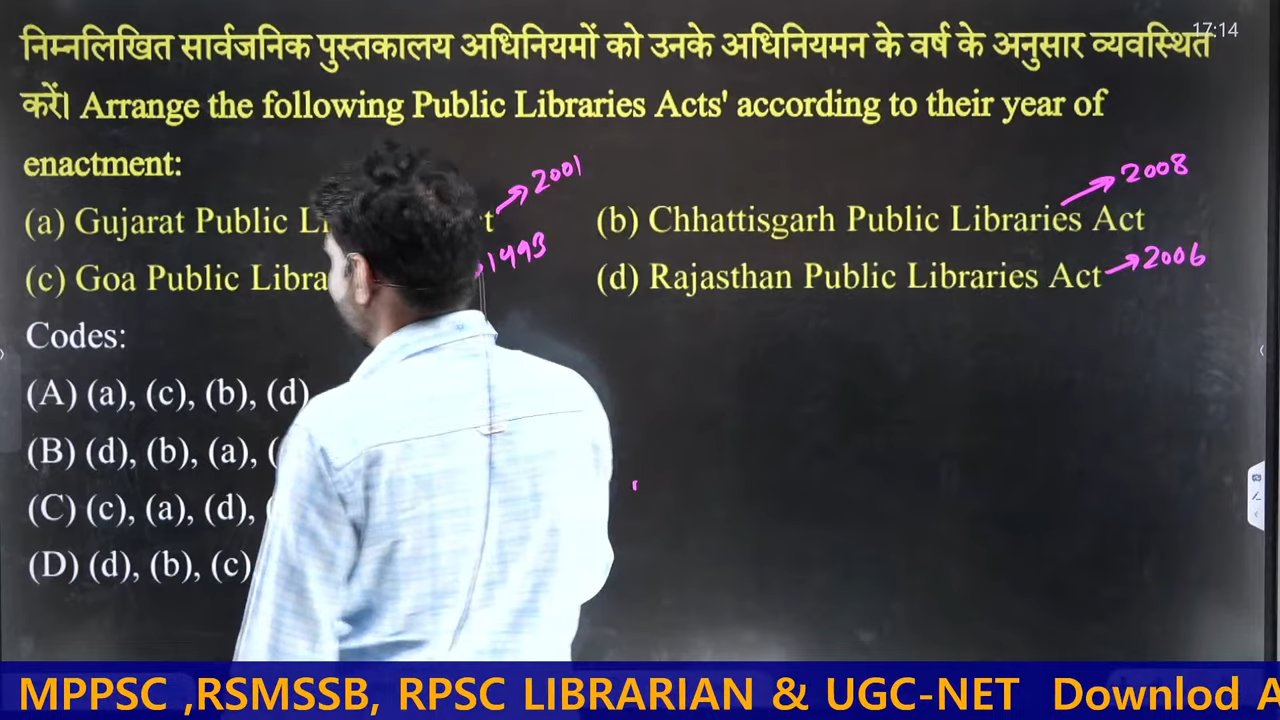 17:14
निम्नलिखित सार्वजनिक पुस्तकालय अधिनियमों को उनके अधिनियमन के वर्ष के अनुसार व्यवस्थित
करें। Arrange the following Public Libraries Acts' according to their year of
enactment:
(a) Gujarat Public → 2001 (b) Chhattisgarh Public Libraries Act → 2008
(c) Goa Public 1993 (d) Rajasthan Public Libraries Act → 2006
Codes:
(A) (a), (c), (b), (d)
(B) (d), (b), (a),
(C) (c), (a), (d),
(D) (d), (b), (c)
MPPSC ,RSMSSB, RPSC LIBRARIAN & UGC-NET Downlod